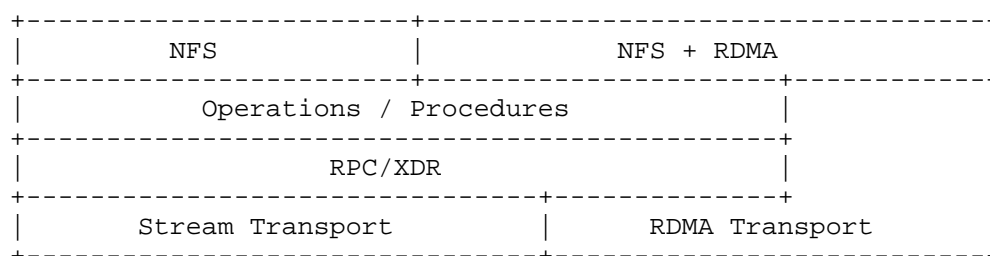 NFS NFS + RDMA
Operations / Procedures
RPC/XDR
Stream Transport RDMA Transport